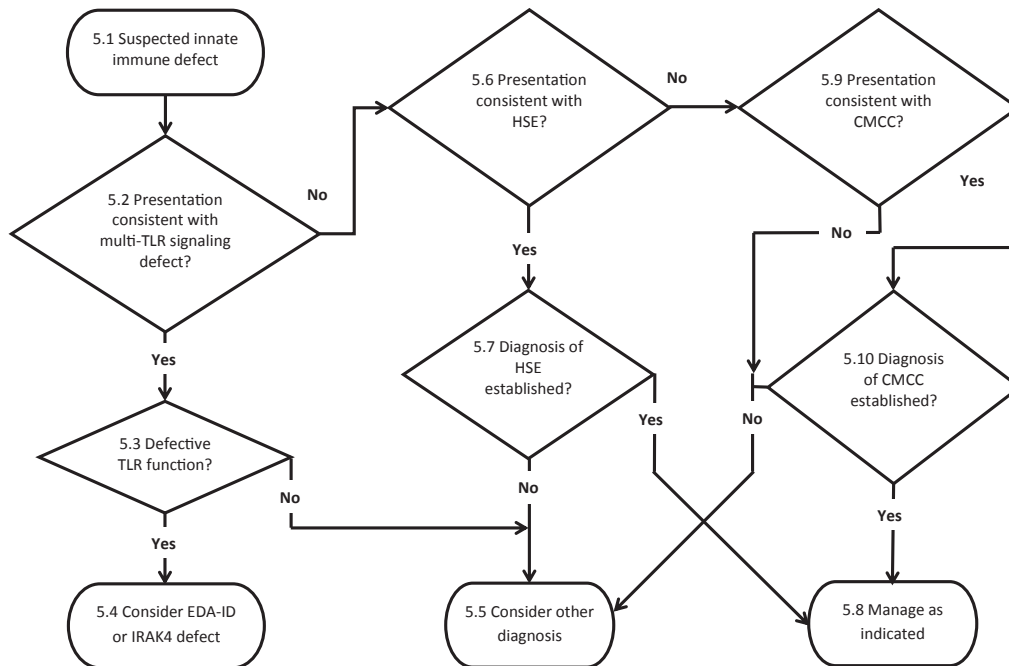 5.1 Suspected innate
immune defect
5.2 Presentation
consistent with
multi-TLR signaling
defect?
No
Yes
5.3 Defective
TLR function?
No
Yes
5.4 Consider EDA-ID
or IRAK4 defect
5.6 Presentation
consistent with
HSE?
No
Yes
5.7 Diagnosis of
HSE
established?
Yes
No
5.5 Consider other
diagnosis
5.9 Presentation
consistent with
CMCC?
Yes
No
5.10 Diagnosis
of CMCC
established?
No
Yes
5.8 Manage as
indicated